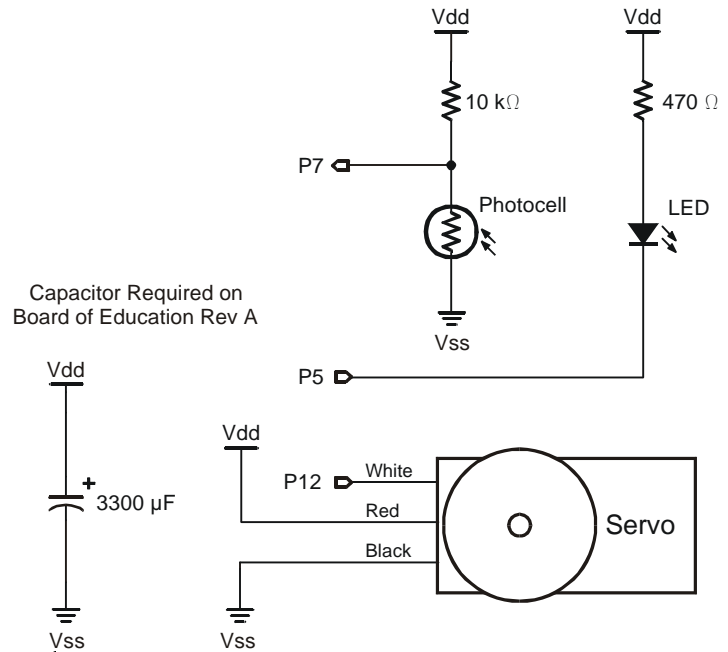 Vdd
Vdd
10 kΩ
470 Ω
P7
Photocell
LED
Capacitor Required on
Board of Education Rev A
Vss
Vdd
P5
Vdd
P12
White
+
3300 µF
Red
Servo
Black
Vss
Vss